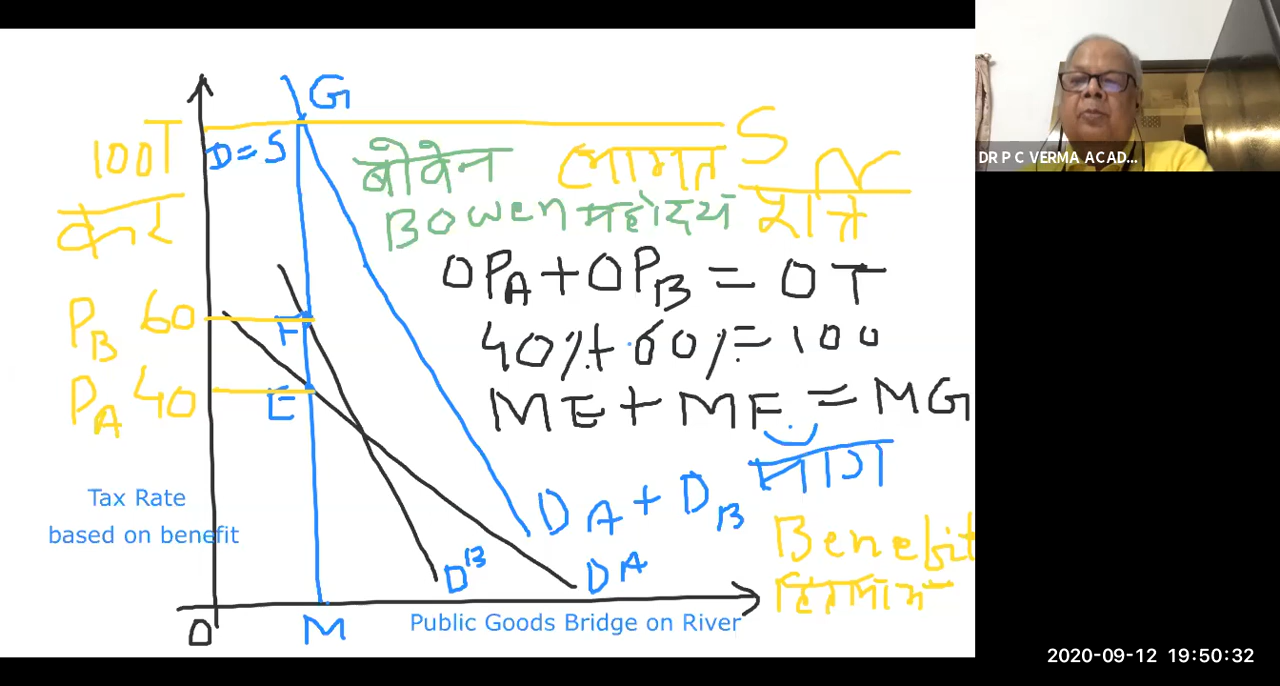 G
100T D = S बोवेन लागत S
कर Bowen महोदय राशि
OPA + OPB = OT
PB 60 F 40% + 60% = 100
PA 40 E ME + MF = MG
मांग
Tax Rate DA + DB
based on benefit Benefit
DB DA
O M Public Goods Bridge on River
DR P C VERMA ACAD...
2020-09-12 19:50:32